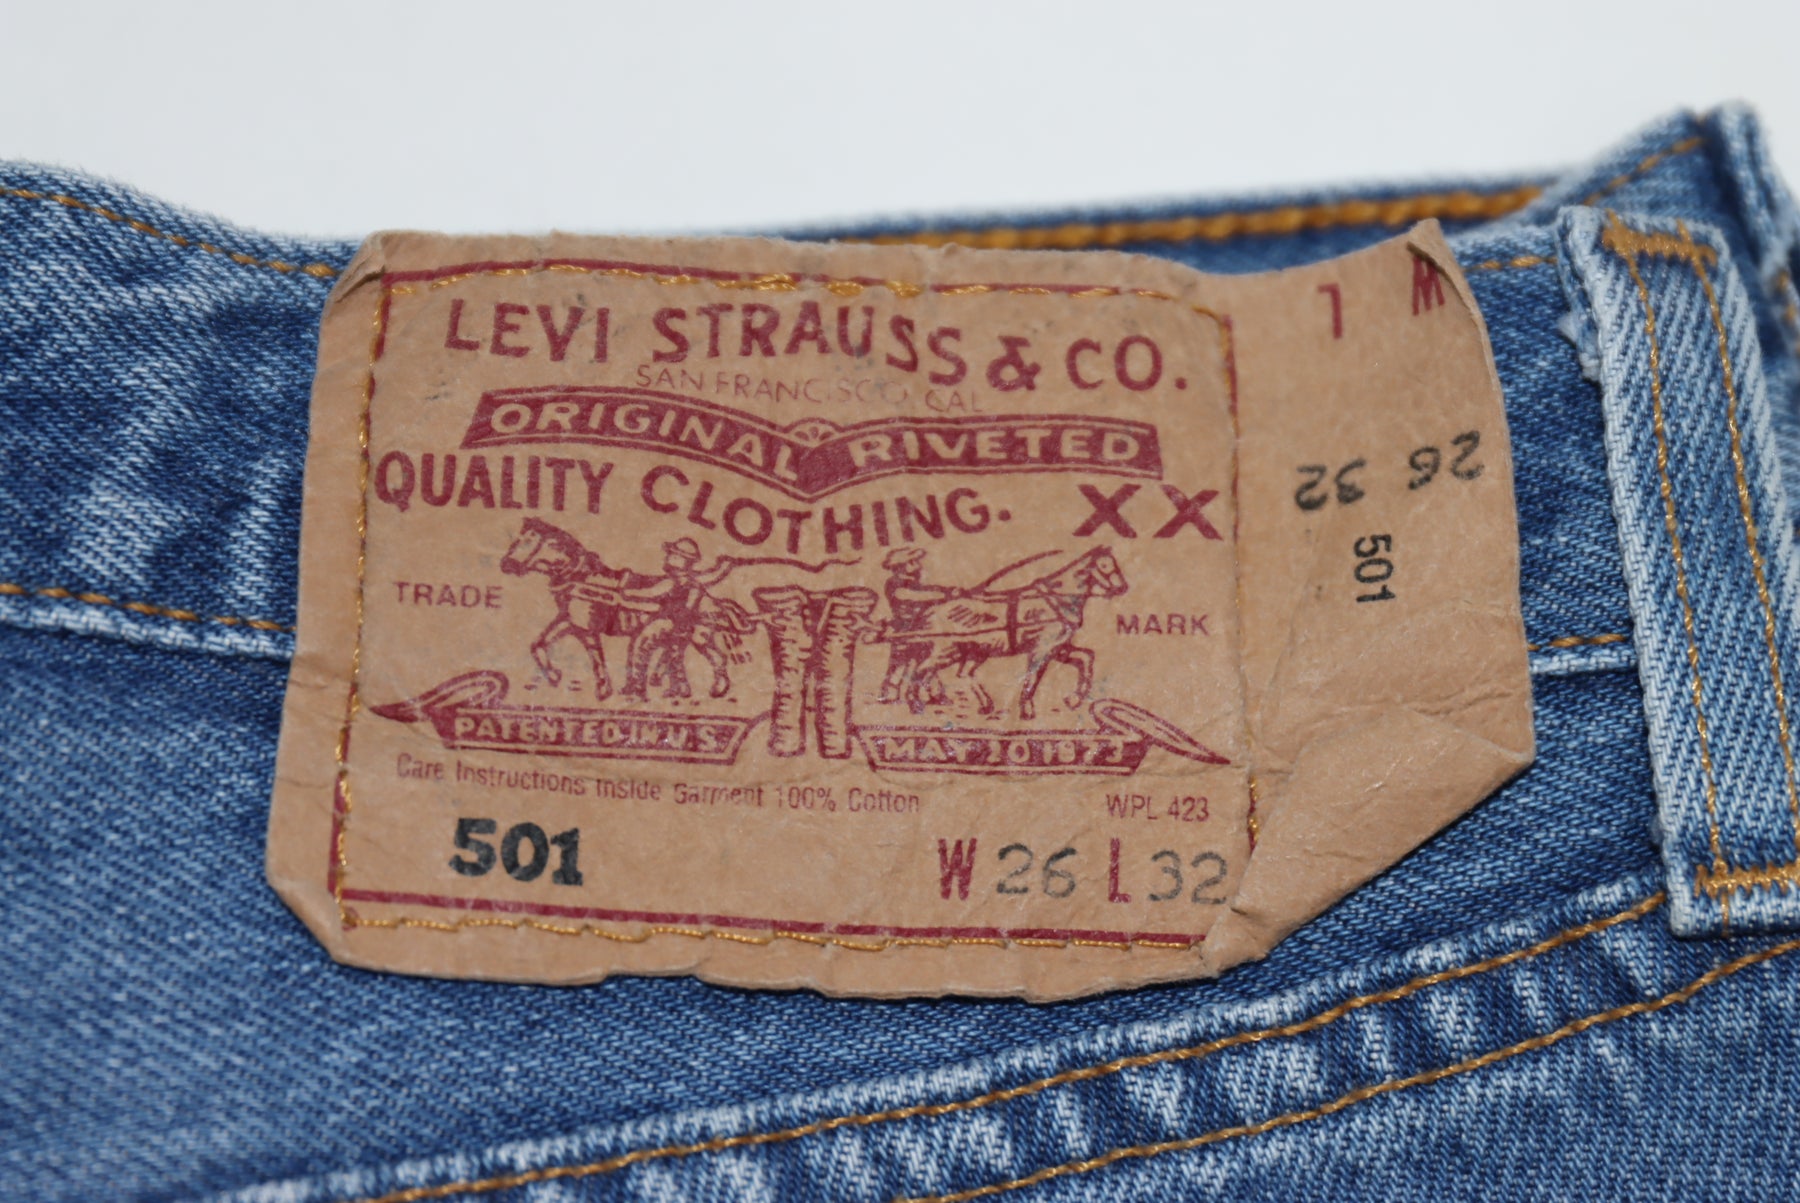 LEVI STRAUSS & CO.
SAN FRANCISCO CAL
ORIGINAL RIVETED
QUALITY CLOTHING. XX
TRADE MARK
PATENTED IN U S MAY 20 1873
Care Instructions Inside Garment 100% Cotton WPL 423
501 W 26 L 32
L W
32 26
501